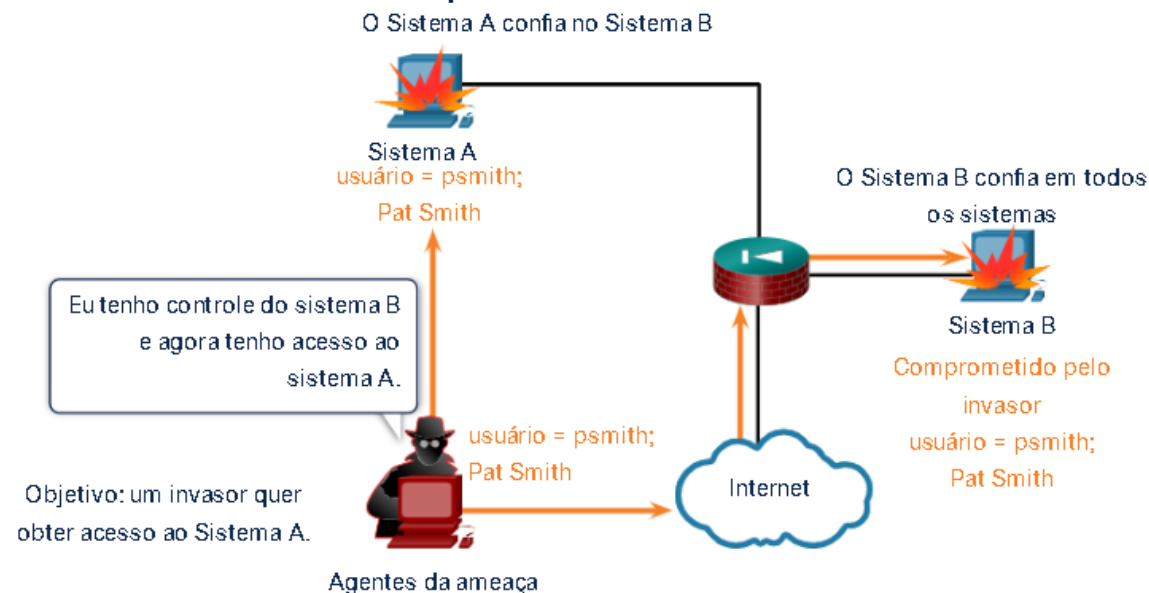 O Sistema A confia no Sistema B
Sistema A
usuário = psmith;
Pat Smith
O Sistema B confia em todos
os sistemas
Eu tenho controle do sistema B
e agora tenho acesso ao
sistema A.
Sistema B
Comprometido pelo
invasor
usuário = psmith;
Pat Smith
usuário = psmith;
Pat Smith
Internet
Objetivo: um invasor quer
obter acesso ao Sistema A.
Agentes da ameaça